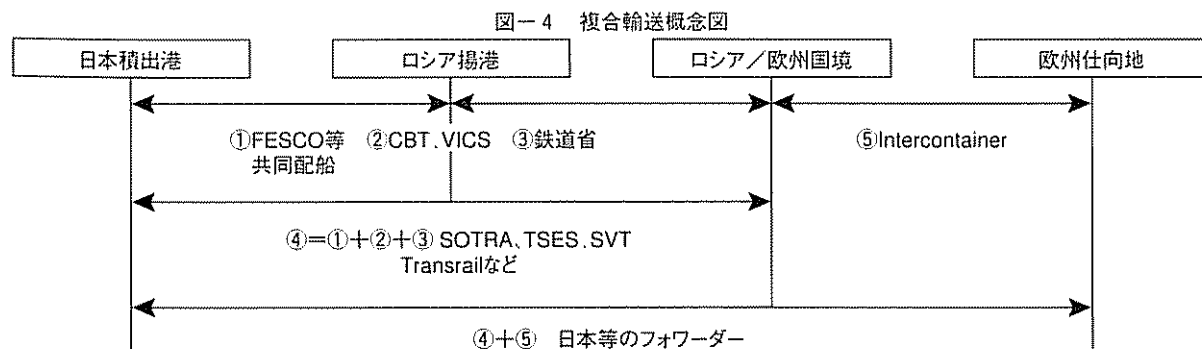 図ー4 複合輸送概念図
日本積出港 ロシア揚港 ロシア／欧州国境 欧州仕向地
①FESCO等 ②CBT、VICS ③鉄道省 ⑤Intercontainer
共同配船
④＝①＋②＋③ SOTRA、TSES、SVT
Transrailなど
④＋⑤ 日本等のフォワーダー